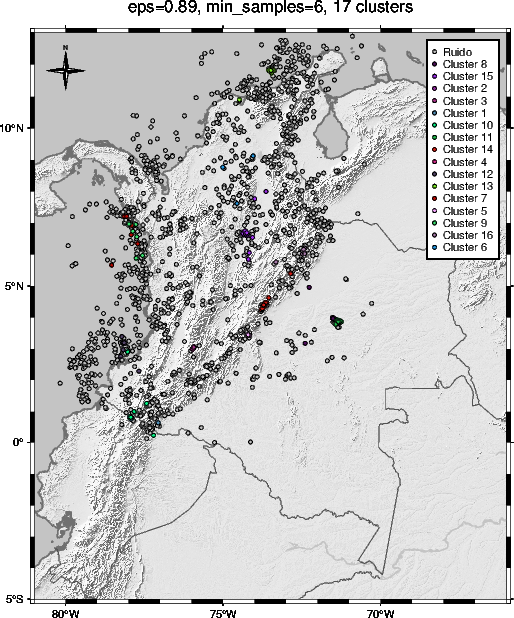 eps=0.89, min_samples=6, 17 clusters
N
Ruido
Cluster 8
Cluster 15
Cluster 2
Cluster 3
Cluster 1
Cluster 10
Cluster 11
Cluster 14
Cluster 4
Cluster 12
Cluster 13
Cluster 7
Cluster 5
Cluster 9
Cluster 16
Cluster 6
10°N
5°N
0°
5°S
80°W
75°W
70°W